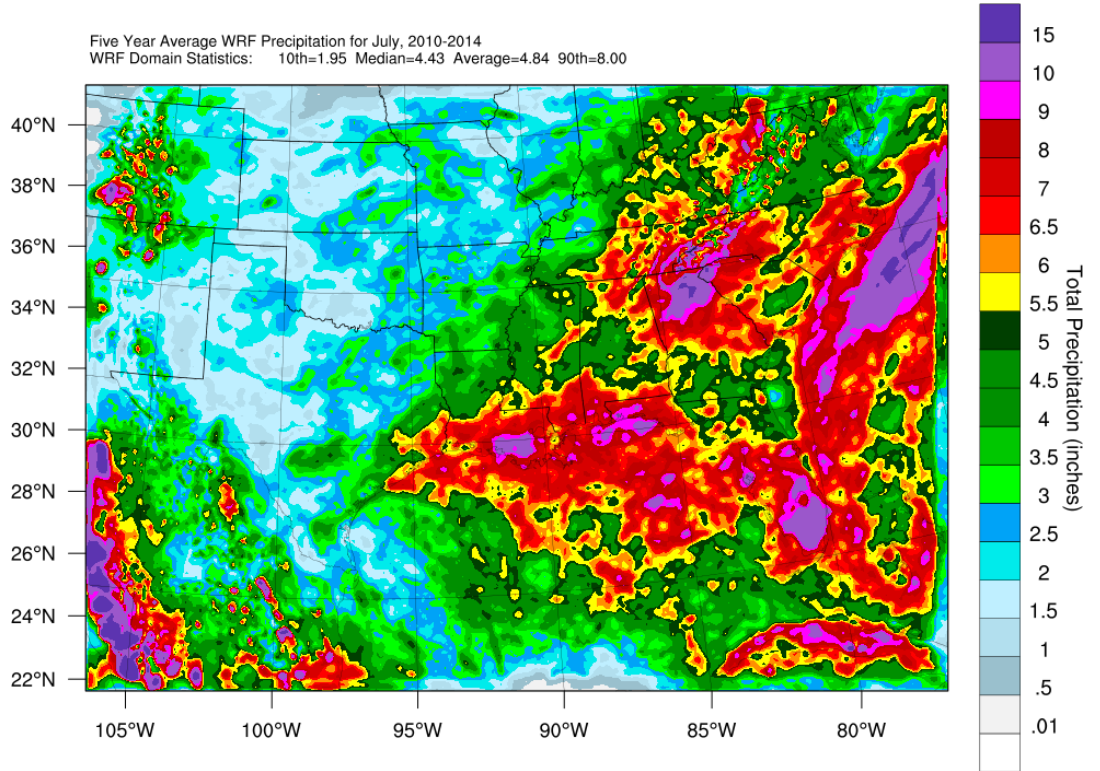 Five Year Average WRF Precipitation for July, 2010-2014
WRF Domain Statistics: 10th=1.95 Median=4.43 Average=4.84 90th=8.00
40°N
38°N
36°N
34°N
32°N
30°N
28°N
26°N
24°N
22°N
105°W
100°W
95°W
90°W
85°W
80°W
15
10
9
8
7
6.5
6
5.5
5
4.5
4
3.5
3
2.5
2
1.5
1
.5
.01
Total Precipitation (inches)